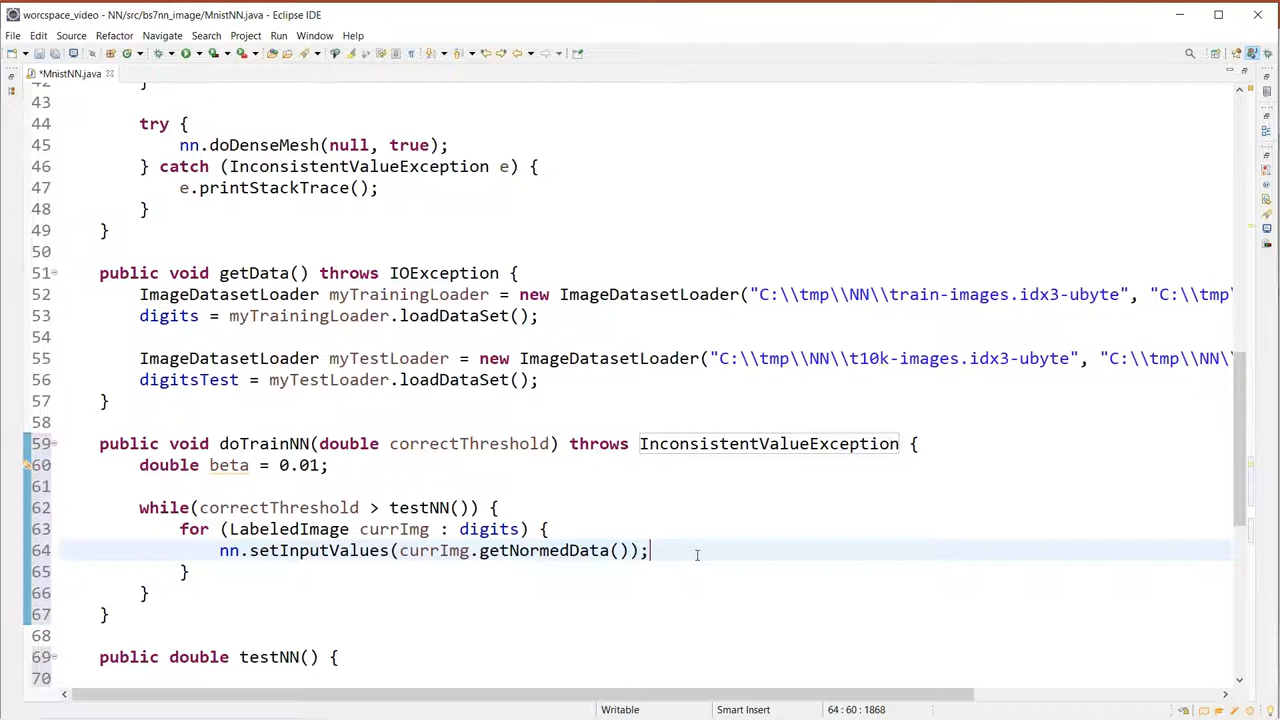 worcspace_video - NN/src/bs7nn_image/MnistNN.java - Eclipse IDE
File Edit Source Refactor Navigate Search Project Run Window Help
*MnistNN.java
42 }
43
44 try {
45 nn.doDenseMesh(null, true);
46 } catch (InconsistentValueException e) {
47 e.printStackTrace();
48 }
49 }
50
51 public void getData() throws IOException {
52 ImageDatasetLoader myTrainingLoader = new ImageDatasetLoader("C:\\tmp\\NN\\train-images.idx3-ubyte", "C:\\tmp\\
53 digits = myTrainingLoader.loadDataSet();
54
55 ImageDatasetLoader myTestLoader = new ImageDatasetLoader("C:\\tmp\\NN\\t10k-images.idx3-ubyte", "C:\\tmp\\NN\
56 digitsTest = myTestLoader.loadDataSet();
57 }
58
59 public void doTrainNN(double correctThreshold) throws InconsistentValueException {
60 double beta = 0.01;
61
62 while(correctThreshold > testNN()) {
63 for (LabeledImage currImg : digits) {
64 nn.setInputValues(currImg.getNormedData());
65 }
66 }
67 }
68
69 public double testNN() {
70
Writable Smart Insert 64 : 60 : 1868